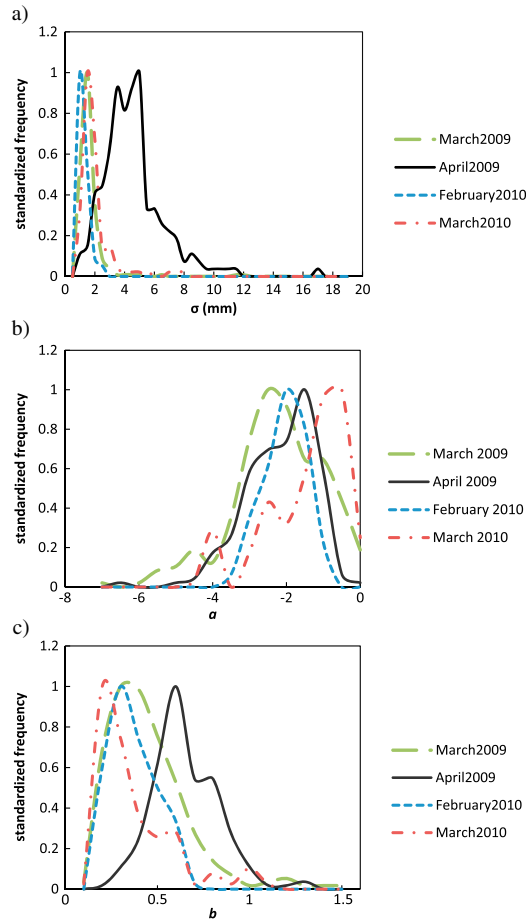 a)
1.2
1
0.8
0.6
0.4
0.2
0
standardized frequency
0 2 4 6 8 10 12 14 16 18 20
σ (mm)
March2009
April2009
February2010
March2010
b)
1.2
1
0.8
0.6
0.4
0.2
0
standardized frequency
-8 -6 -4 -2 0
a
March 2009
April 2009
February 2010
March 2010
c)
1.2
1
0.8
0.6
0.4
0.2
0
standardized frequency
0 0.5 1 1.5
b
March2009
April2009
February2010
March2010